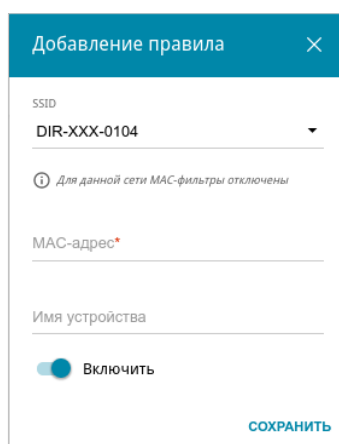 Добавление правила
SSID
DIR-XXX-0104
Для данной сети MAC-фильтры отключены
MAC-адрес*
Имя устройства
Включить
СОХРАНИТЬ